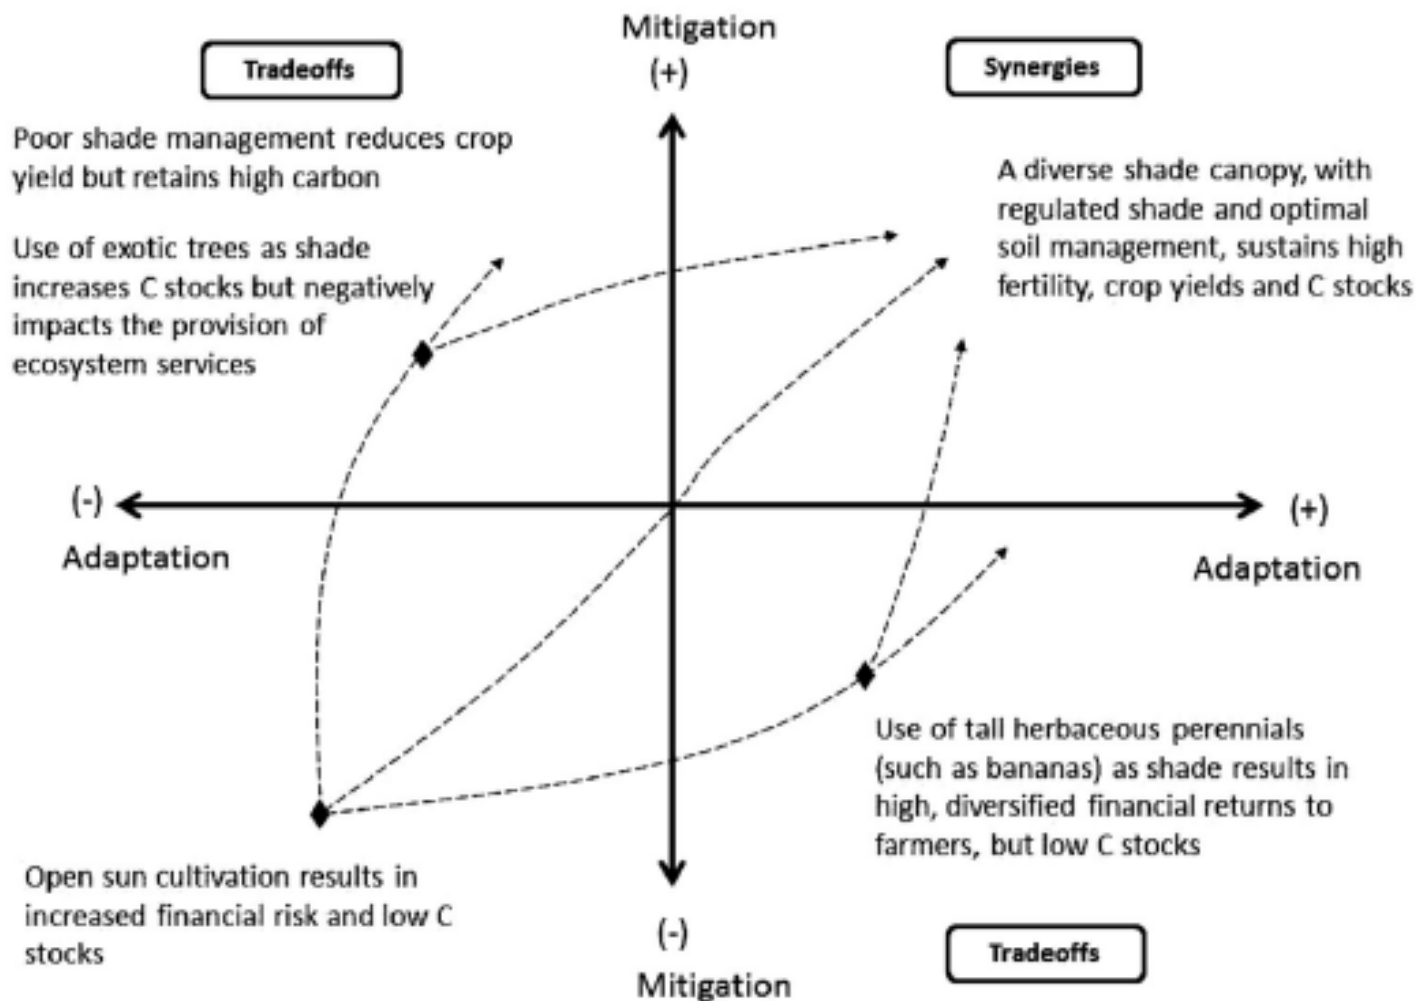 Mitigation
(+)
Tradeoffs
Synergies
Poor shade management reduces crop
yield but retains high carbon
Use of exotic trees as shade
increases C stocks but negatively
impacts the provision of
ecosystem services
A diverse shade canopy, with
regulated shade and optimal
soil management, sustains high
fertility, crop yields and C stocks
(-)
Adaptation
(+)
Adaptation
Use of tall herbaceous perennials
(such as bananas) as shade results in
high, diversified financial returns to
farmers, but low C stocks
Open sun cultivation results in
increased financial risk and low C
stocks
(-)
Mitigation
Tradeoffs